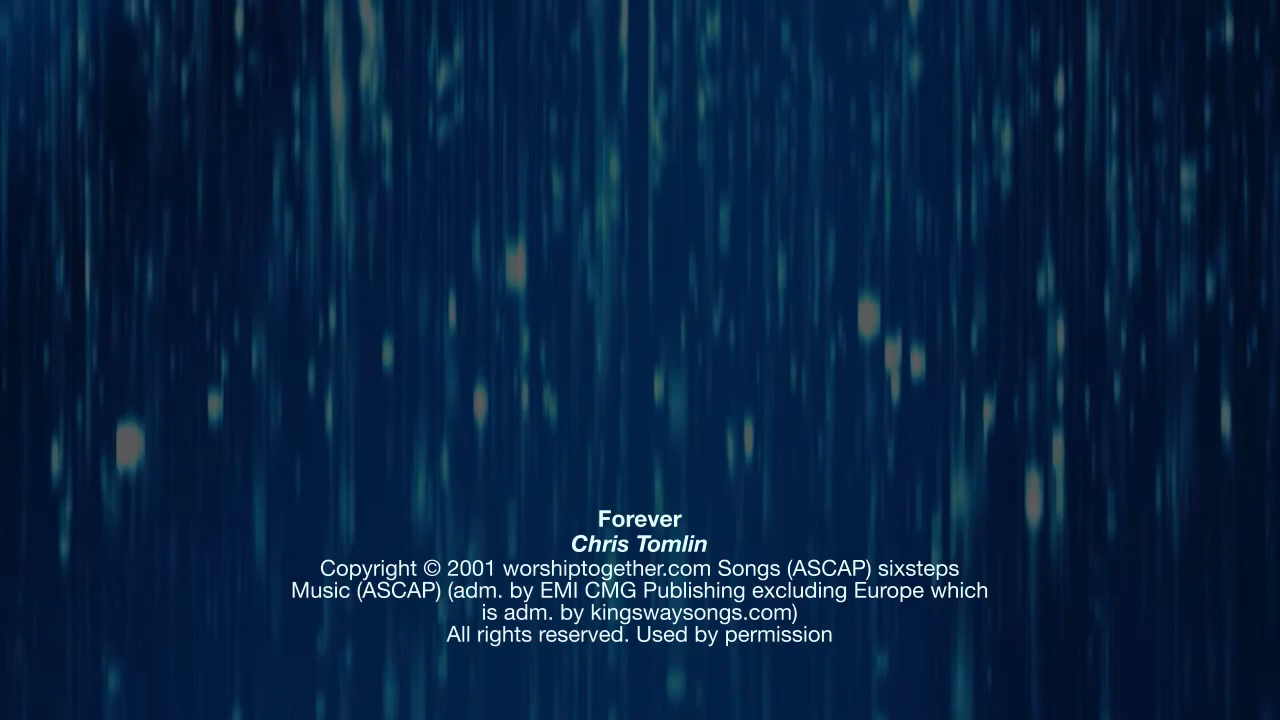 Forever
Chris Tomlin
Copyright © 2001 worshiptogether.com Songs (ASCAP) sixsteps
Music (ASCAP) (adm. by EMI CMG Publishing excluding Europe which
is adm. by kingswaysongs.com)
All rights reserved. Used by permission